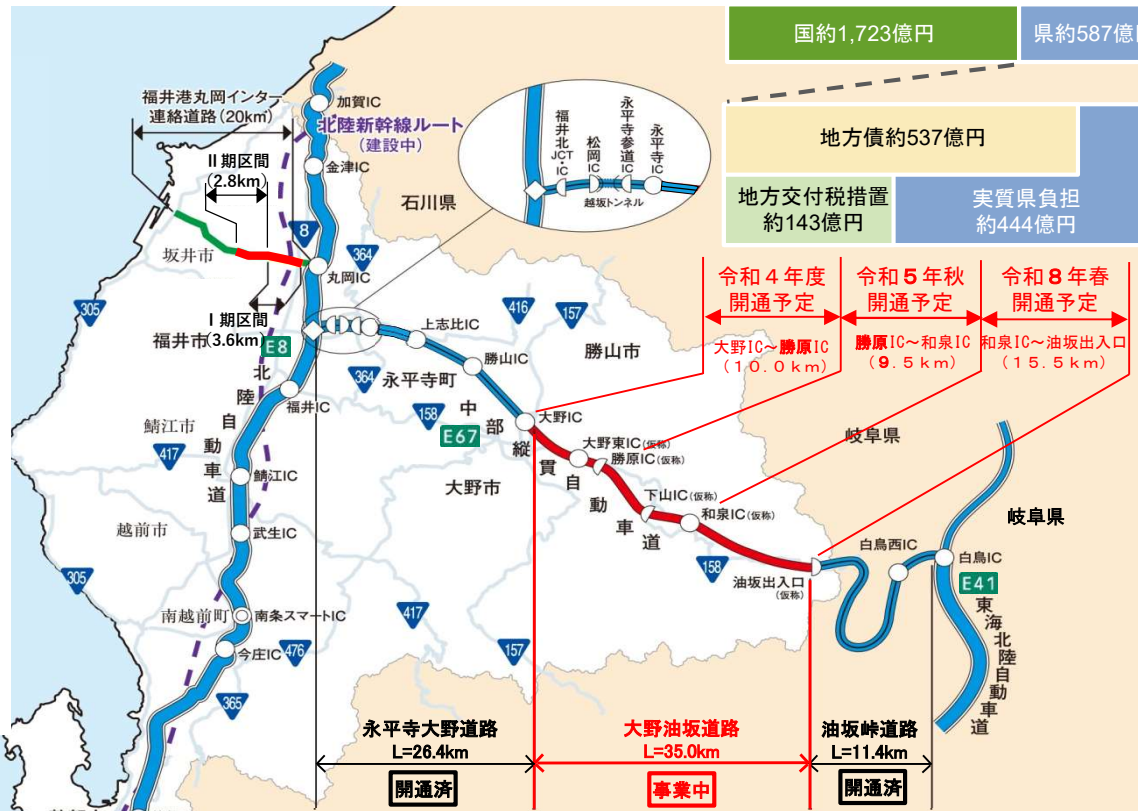 国約1,723億円
県約587億円
地方債約537億円
地方交付税措置
約143億円
実質県負担
約444億円
福井港丸岡インター
連絡道路(20km)
Ⅱ期区間
(2.8km)
Ⅰ期区間
(3.6km)
加賀IC
北陸新幹線ルート
(建設中)
金津IC
石川県
福井北
JCT・IC
松岡IC
永平寺参道IC
永平寺IC
越坂トンネル
8
364
坂井市
丸岡IC
305
416
157
福井市
E8
上志比IC
勝山IC
勝山市
364
永平寺町
北陸自動車道
福井IC
158
E67
中部縦貫自動車道
大野IC
鯖江市
417
鯖江IC
大野市
大野東IC(仮称)
勝原IC(仮称)
下山IC(仮称)
和泉IC(仮称)
越前市
武生IC
158
油坂出入口
(仮称)
305
南越前町
南条スマートIC
417
今庄IC
476
157
365
令和4年度
開通予定
大野IC～勝原IC
(10.0km)
令和5年秋
開通予定
勝原IC～和泉IC
(9.5km)
令和8年春
開通予定
和泉IC～油坂出入口
(15.5km)
岐阜県
岐阜県
白鳥西IC
白鳥IC
E41
東海北陸自動車道
永平寺大野道路
L=26.4km
開通済
大野油坂道路
L=35.0km
事業中
油坂峠道路
L=11.4km
開通済